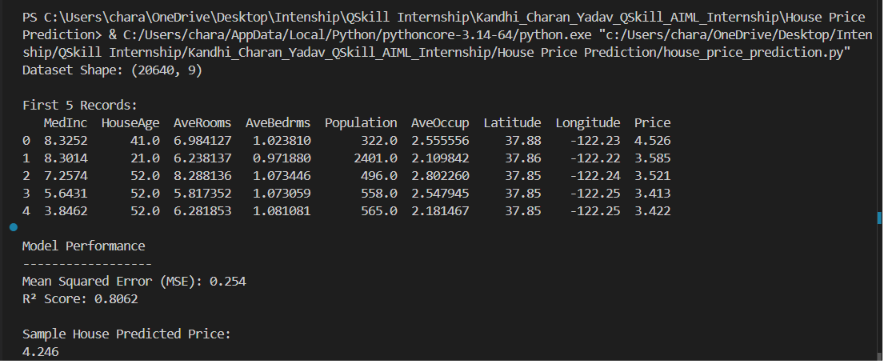 PS C:\Users\chara\OneDrive\Desktop\Intenship\QSkill Internship\Kandhi_Charan_Yadav_QSkill_AIML_Internship\House Price
Prediction> & C:/Users/chara/AppData/Local/Python/pythoncore-3.14-64/python.exe "c:/Users/chara/OneDrive/Desktop/Inten
ship/QSkill Internship/Kandhi_Charan_Yadav_QSkill_AIML_Internship/House Price Prediction/house_price_prediction.py"
Dataset Shape: (20640, 9)

First 5 Records:
   MedInc  HouseAge  AveRooms  AveBedrms  Population  AveOccup  Latitude  Longitude  Price
0  8.3252      41.0  6.984127   1.023810       322.0  2.555556     37.88    -122.23  4.526
1  8.3014      21.0  6.238137   0.971880      2401.0  2.109842     37.86    -122.22  3.585
2  7.2574      52.0  8.288136   1.073446       496.0  2.802260     37.85    -122.24  3.521
3  5.6431      52.0  5.817352   1.073059       558.0  2.547945     37.85    -122.25  3.413
4  3.8462      52.0  6.281853   1.081081       565.0  2.181467     37.85    -122.25  3.422

Model Performance
------------------
Mean Squared Error (MSE): 0.254
R² Score: 0.8062

Sample House Predicted Price:
4.246